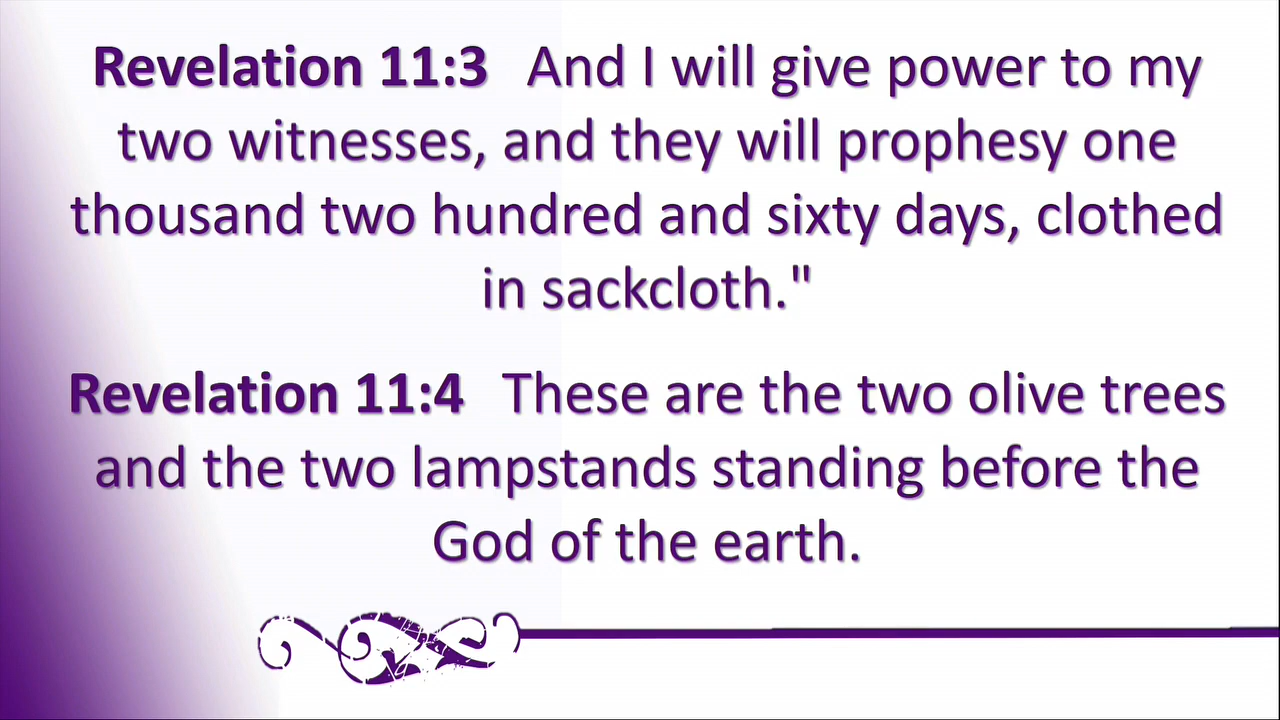 Revelation 11:3 And I will give power to my
two witnesses, and they will prophesy one
thousand two hundred and sixty days, clothed
in sackcloth."
Revelation 11:4 These are the two olive trees
and the two lampstands standing before the
God of the earth.